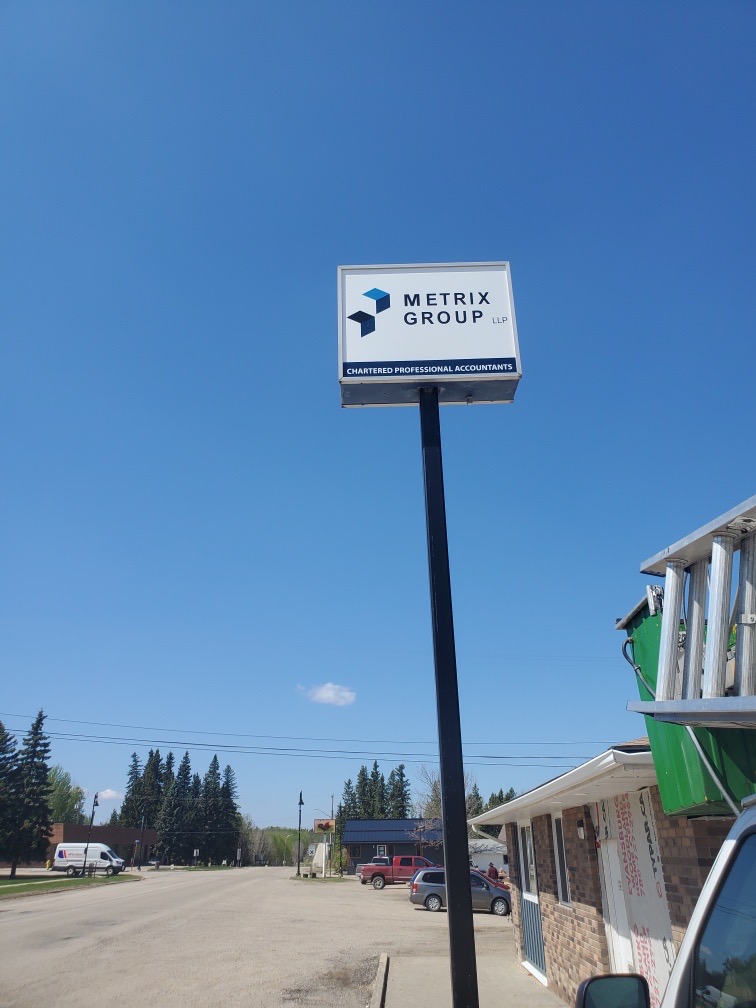 METRIX
GROUP LLP
CHARTERED PROFESSIONAL ACCOUNTANTS